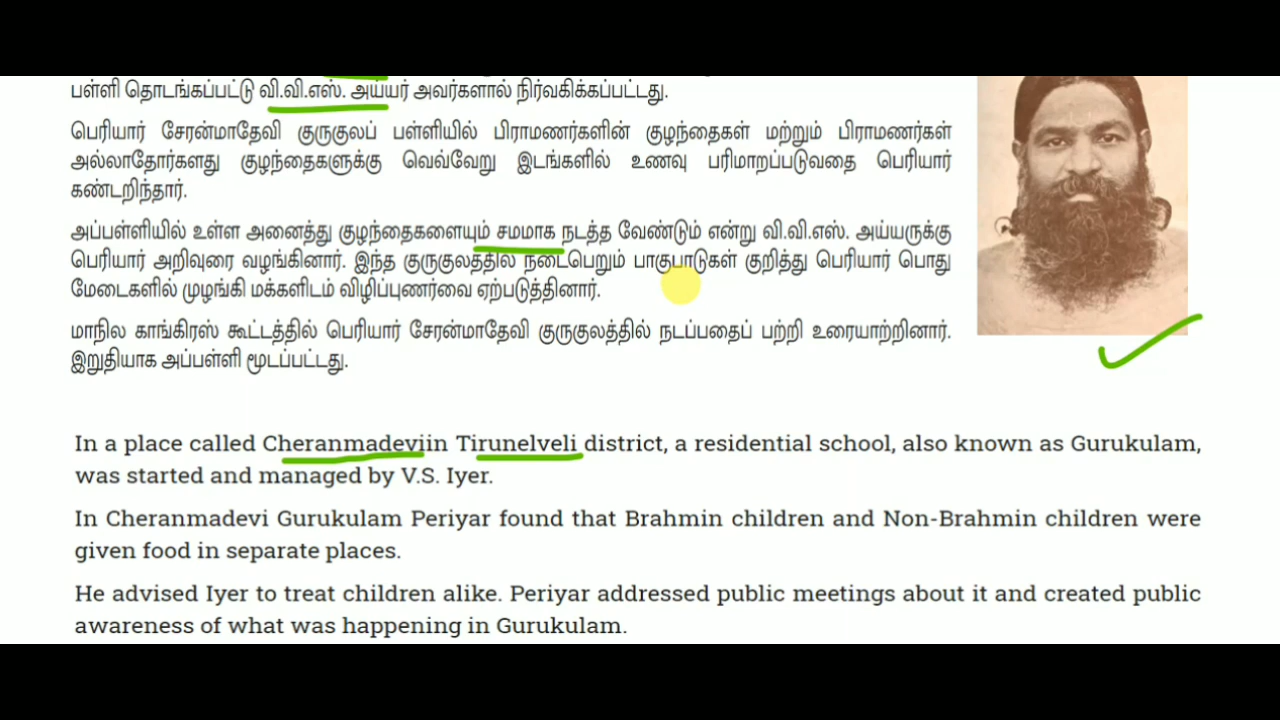 பள்ளி தொடங்கப்பட்டு வி.வி.எஸ். அய்யர் அவர்களால் நிர்வகிக்கப்பட்டது.
பெரியார் சேரன்மாதேவி குருகுலப் பள்ளியில் பிராமணர்களின் குழந்தைகள் மற்றும் பிராமணர்கள்
அல்லாதோர்களது குழந்தைகளுக்கு வெவ்வேறு இடங்களில் உணவு பரிமாறப்படுவதை பெரியார்
கண்டறிந்தார்.
அப்பள்ளியில் உள்ள அனைத்து குழந்தைகளையும் சமமாக நடத்த வேண்டும் என்று வி.வி.எஸ். அய்யருக்கு
பெரியார் அறிவுரை வழங்கினார். இந்த குருகுலத்தில் நடைபெறும் பாகுபாடுகள் குறித்து பெரியார் பொது
மேடைகளில் முழங்கி மக்களிடம் விழிப்புணர்வை ஏற்படுத்தினார்.
மாநில காங்கிரஸ் கூட்டத்தில் பெரியார் சேரன்மாதேவி குருகுலத்தில் நடப்பதைப் பற்றி உரையாற்றினார்.
இறுதியாக அப்பள்ளி மூடப்பட்டது.
In a place called Cheranmadeviin Tirunelveli district, a residential school, also known as Gurukulam,
was started and managed by V.S. Iyer.
In Cheranmadevi Gurukulam Periyar found that Brahmin children and Non-Brahmin children were
given food in separate places.
He advised Iyer to treat children alike. Periyar addressed public meetings about it and created public
awareness of what was happening in Gurukulam.